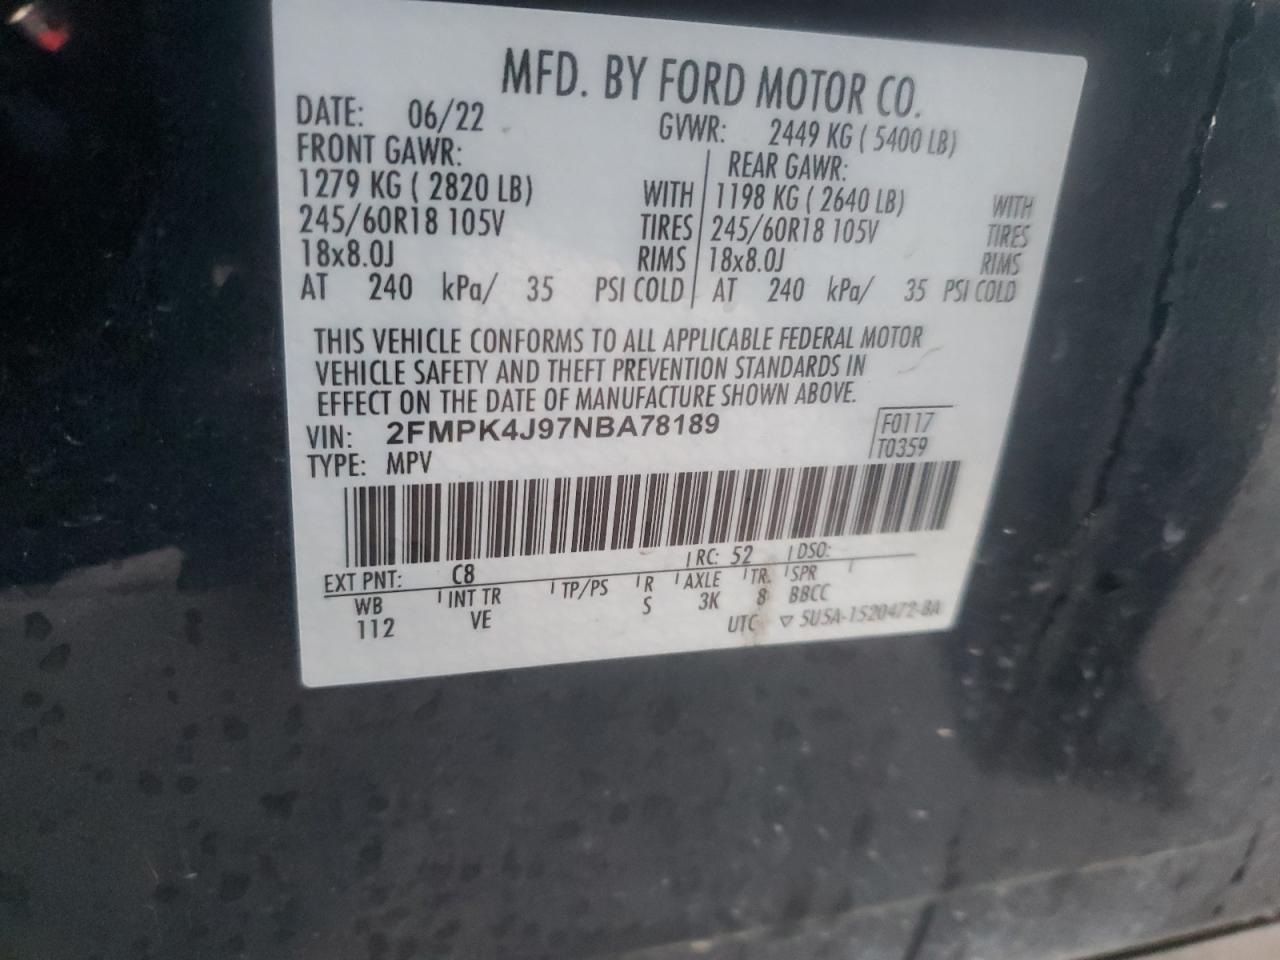 MFD. BY FORD MOTOR CO.
DATE: 06/22 GVWR: 2449 KG ( 5400 LB)
FRONT GAWR: REAR GAWR:
1279 KG ( 2820 LB) WITH 1198 KG ( 2640 LB) WITH
245/60R18 105V TIRES 245/60R18 105V TIRES
18x8.0J RIMS 18x8.0J RIMS
AT 240 kPa/ 35 PSI COLD AT 240 kPa/ 35 PSI COLD
THIS VEHICLE CONFORMS TO ALL APPLICABLE FEDERAL MOTOR
VEHICLE SAFETY AND THEFT PREVENTION STANDARDS IN
EFFECT ON THE DATE OF MANUFACTURE SHOWN ABOVE.
VIN: 2FMPK4J97NBA78189 F0117
TYPE: MPV T0359
EXT PNT: C8 RC: 52 DSO:
WB INT TR TP/PS R AXLE TR. SPR
112 VE S 3K 8 BBCC
UTC ▽ 5U5A-1520472-BA